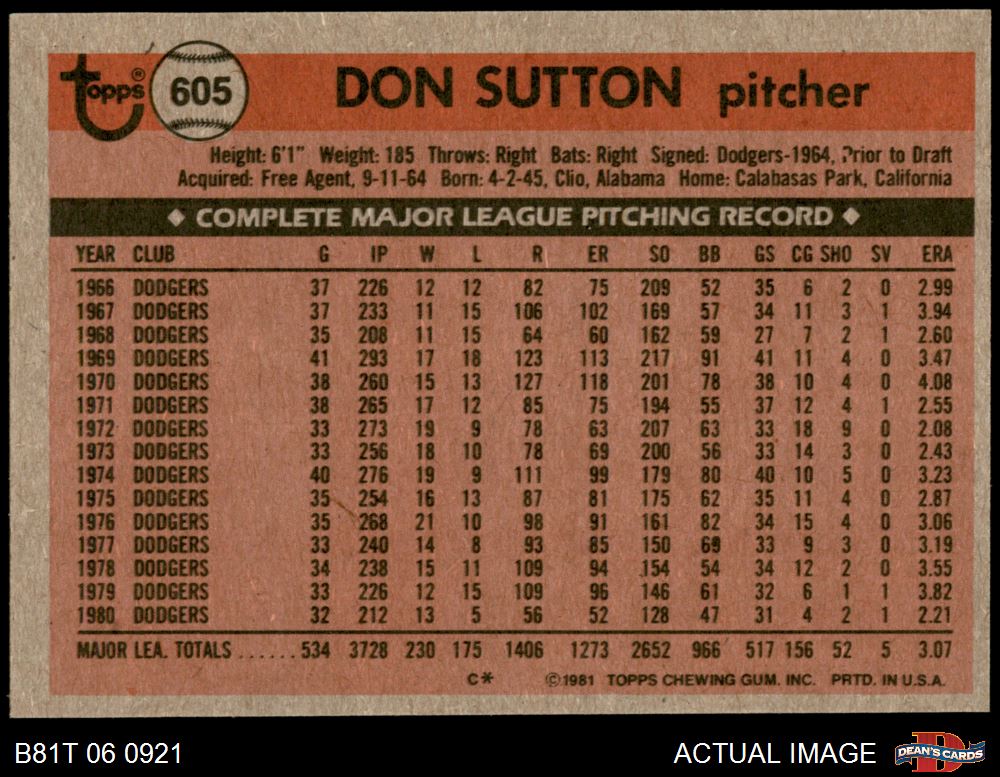 topps® 605 DON SUTTON pitcher
Height: 6'1" Weight: 185 Throws: Right Bats: Right Signed: Dodgers-1964, Prior to Draft
Acquired: Free Agent, 9-11-64 Born: 4-2-45, Clio, Alabama Home: Calabasas Park, California
◆ COMPLETE MAJOR LEAGUE PITCHING RECORD ◆
YEAR CLUB G IP W L R ER SO BB GS CG SHO SV ERA
1966 DODGERS 37 226 12 12 82 75 209 52 35 6 2 0 2.99
1967 DODGERS 37 233 11 15 106 102 169 57 34 11 3 1 3.94
1968 DODGERS 35 208 11 15 64 60 162 59 27 7 2 1 2.60
1969 DODGERS 41 293 17 18 123 113 217 91 41 11 4 0 3.47
1970 DODGERS 38 260 15 13 127 118 201 78 38 10 4 0 4.08
1971 DODGERS 38 265 17 12 85 75 194 55 37 12 4 1 2.55
1972 DODGERS 33 273 19 9 78 63 207 63 33 18 9 0 2.08
1973 DODGERS 33 256 18 10 78 69 200 56 33 14 3 0 2.43
1974 DODGERS 40 276 19 9 111 99 179 80 40 10 5 0 3.23
1975 DODGERS 35 254 16 13 87 81 175 62 35 11 4 0 2.87
1976 DODGERS 35 268 21 10 98 91 161 82 34 15 4 0 3.06
1977 DODGERS 33 240 14 8 93 85 150 69 33 9 3 0 3.19
1978 DODGERS 34 238 15 11 109 94 154 54 34 12 2 0 3.55
1979 DODGERS 33 226 12 15 109 96 146 61 32 6 1 1 3.82
1980 DODGERS 32 212 13 5 56 52 128 47 31 4 2 1 2.21
MAJOR LEA. TOTALS ...... 534 3728 230 175 1406 1273 2652 966 517 156 52 5 3.07
C* ©1981 TOPPS CHEWING GUM. INC. PRTD. IN U.S.A.
B81T 06 0921 ACTUAL IMAGE D DEAN'S CARDS